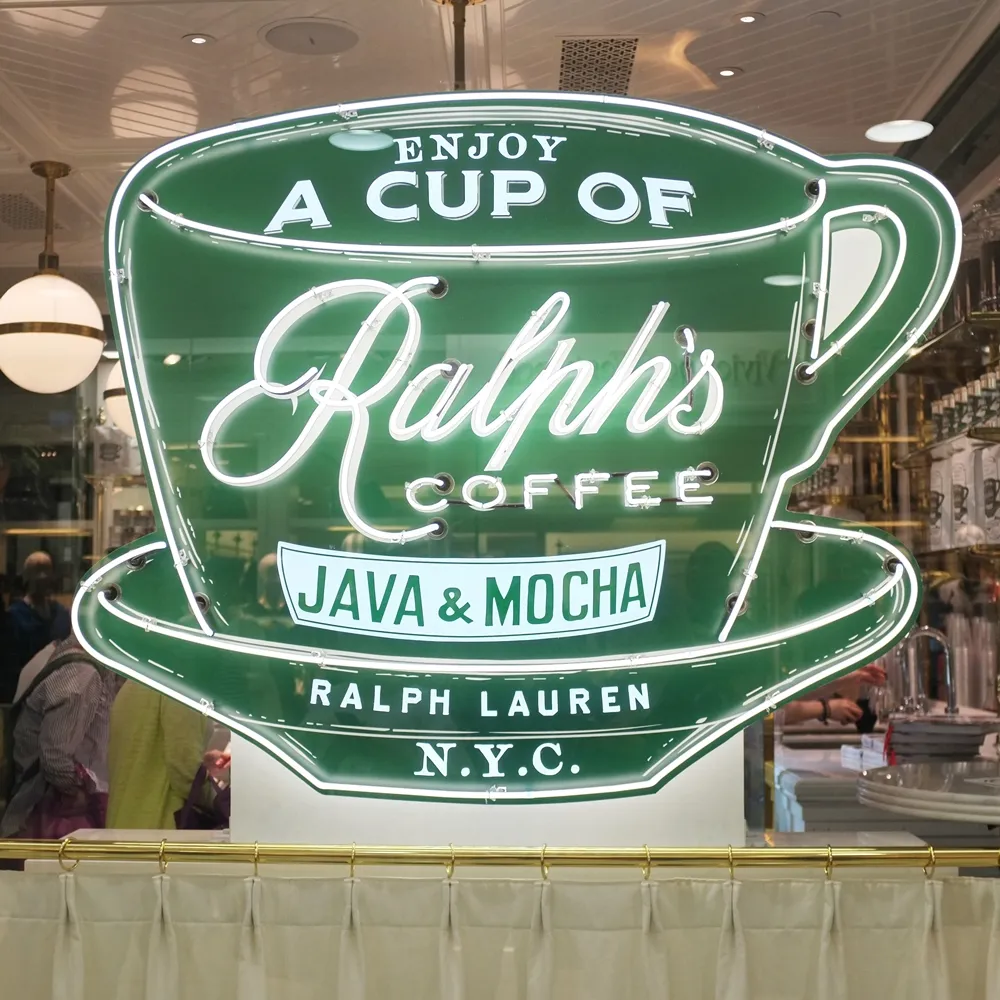 ENJOY
A CUP OF
Ralph's
COFFEE
JAVA & MOCHA
RALPH LAUREN
N.Y.C.